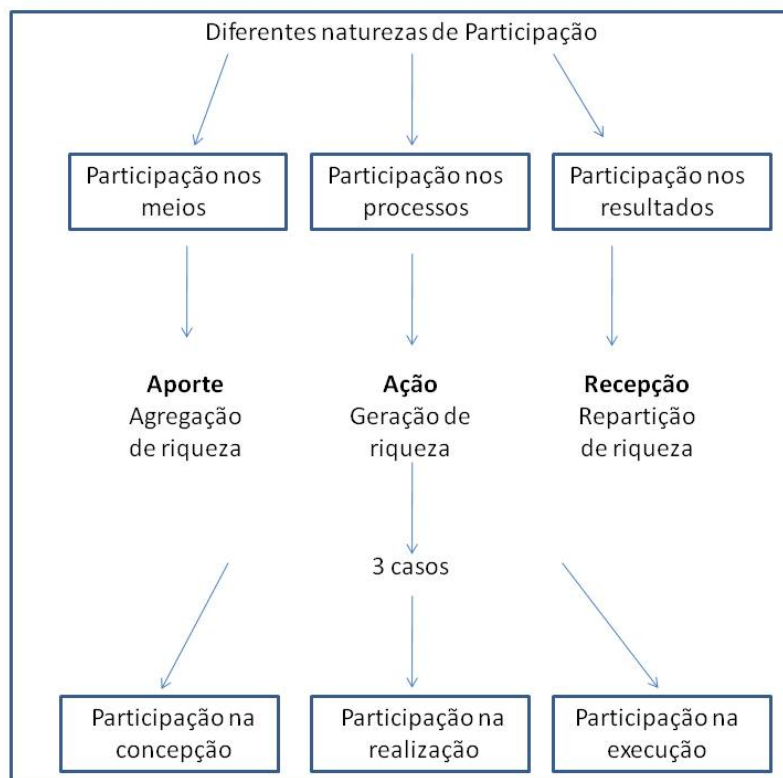 Diferentes naturezas de Participação
Participação nos
meios
Participação nos
processos
Participação nos
resultados
Aporte
Agregação
de riqueza
Ação
Geração de
riqueza
Recepção
Repartição
de riqueza
3 casos
Participação na
concepção
Participação na
realização
Participação na
execução